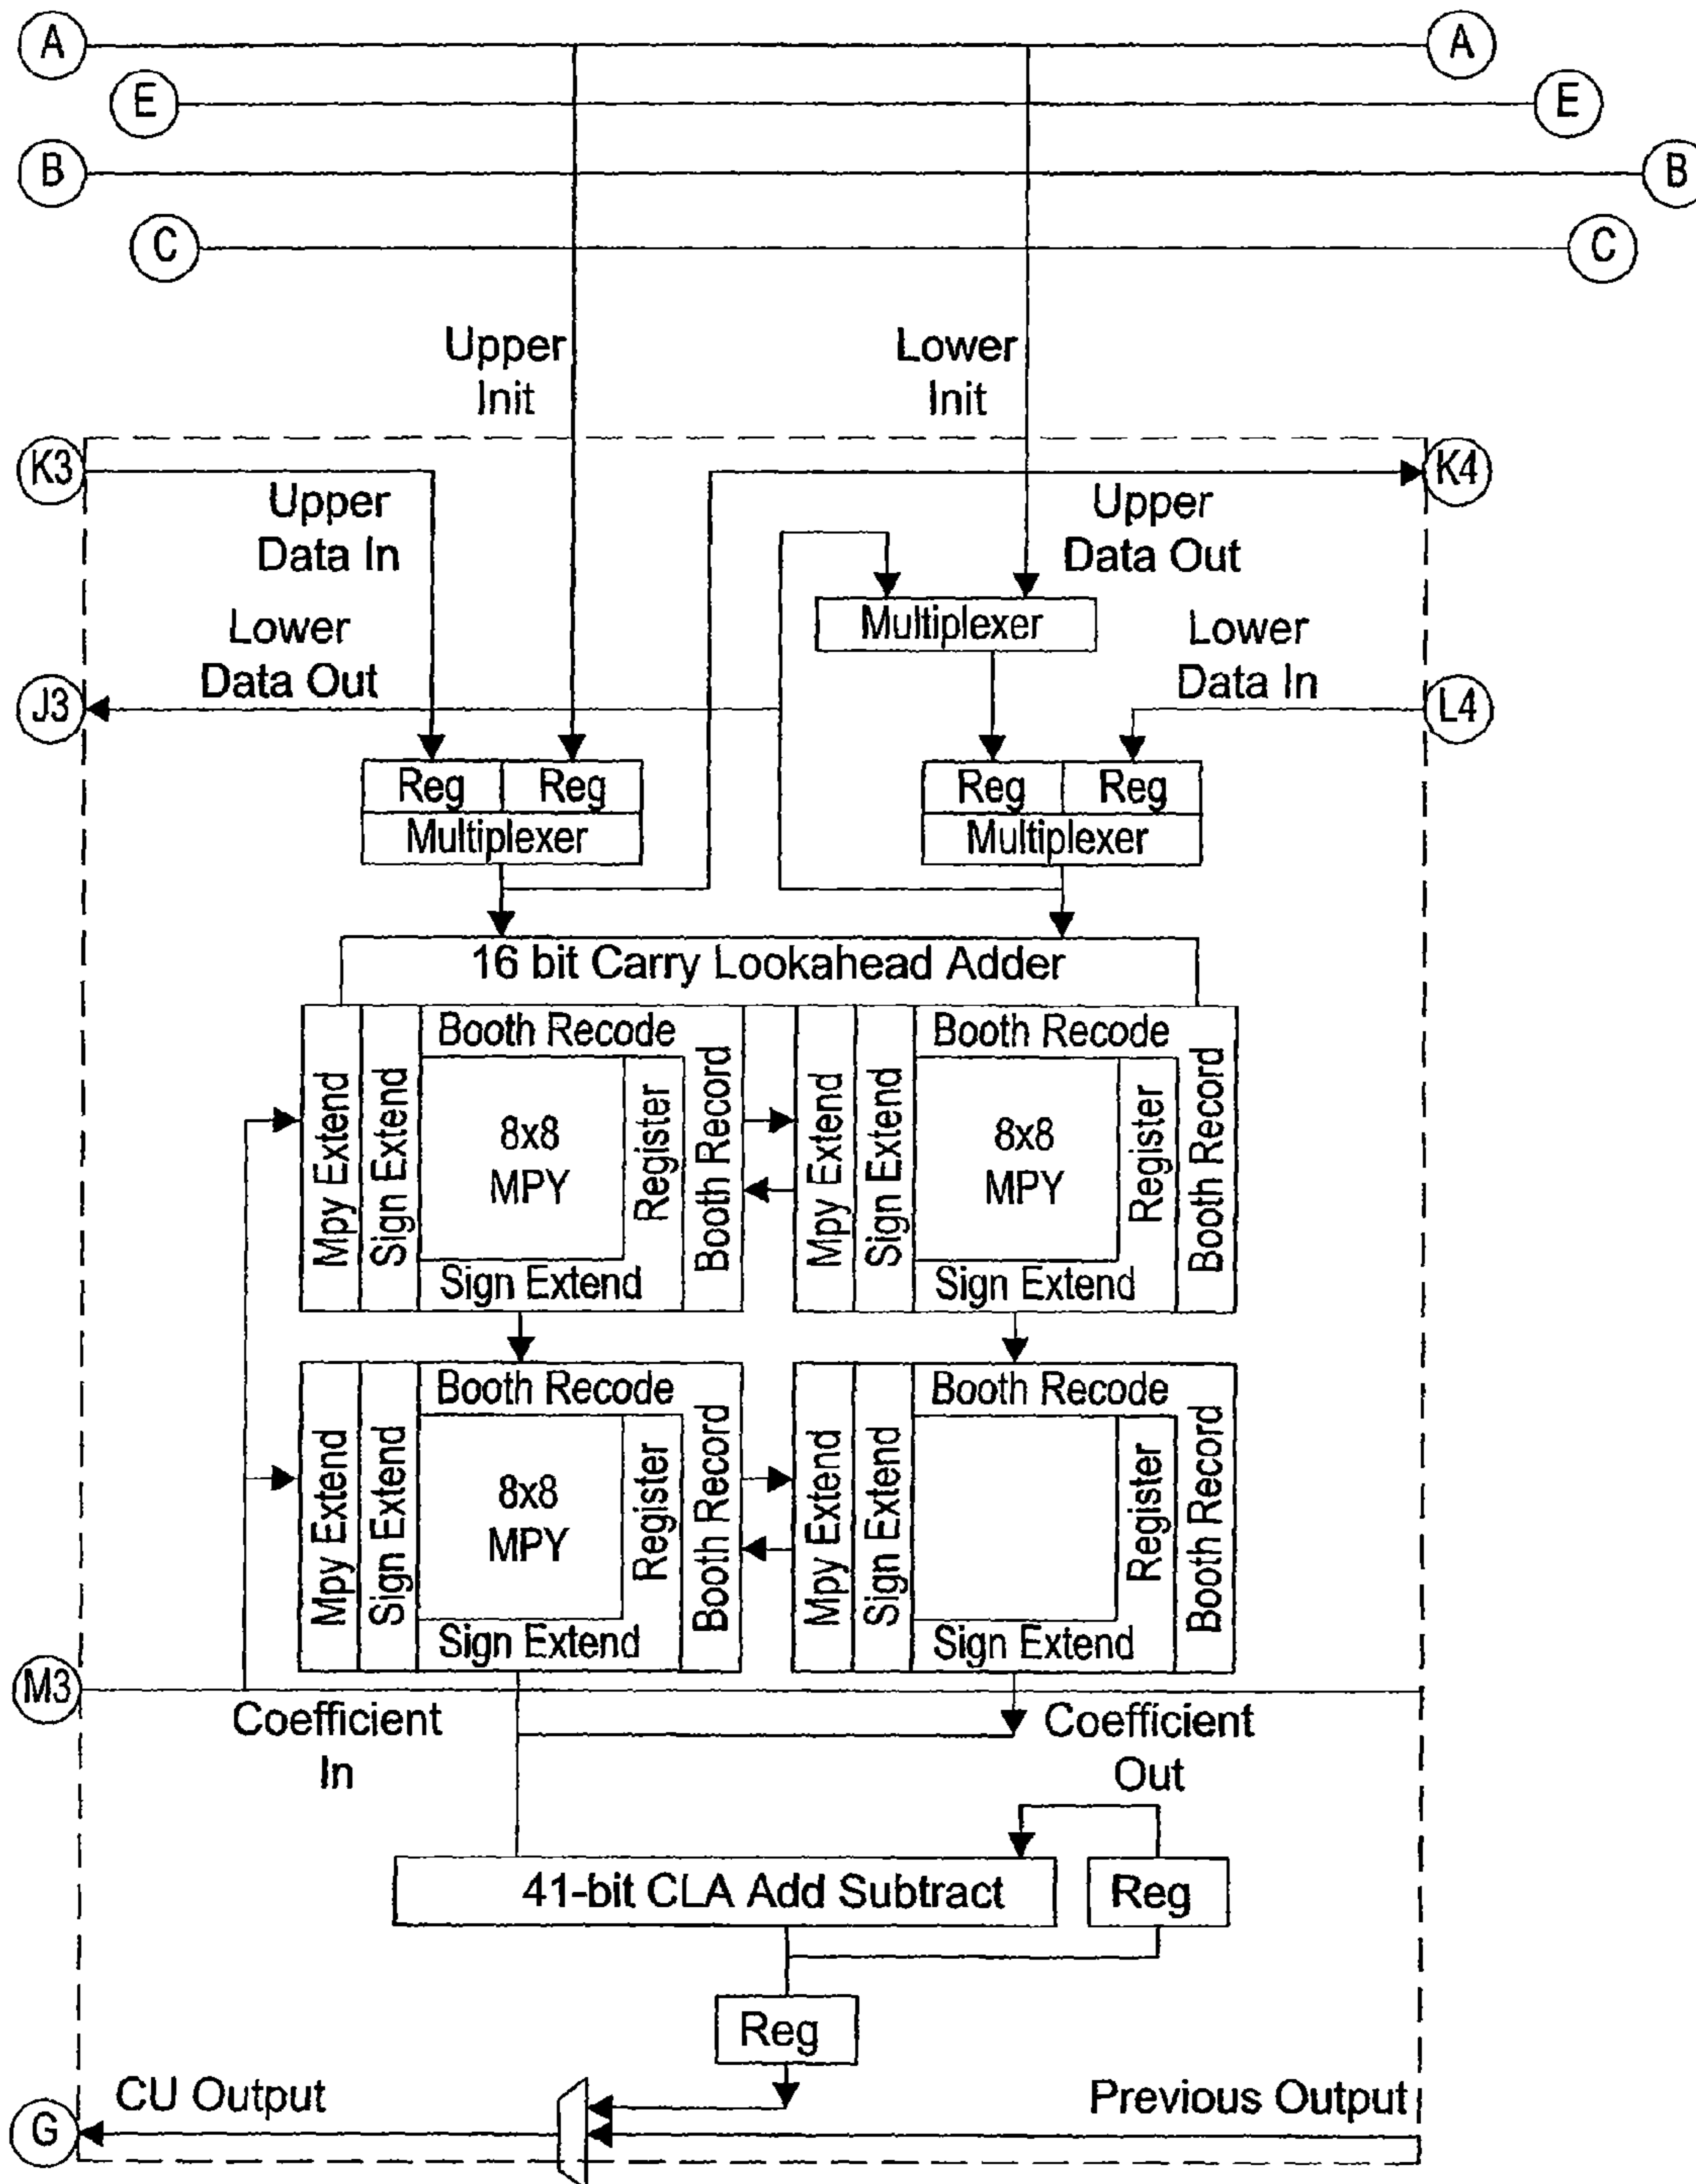 A A
E E
B B
C C
Upper
Init
Lower
Init
K3 K4
Upper
Data In
Upper
Data Out
Multiplexer
Lower
Data Out
Lower
Data In
J3 L4
Reg Reg
Multiplexer
Reg Reg
Multiplexer
16 bit Carry Lookahead Adder
Mpy Extend
Sign Extend
Booth Recode
8x8
MPY
Register
Booth Record
Sign Extend
Mpy Extend
Sign Extend
Booth Recode
8x8
MPY
Register
Booth Record
Sign Extend
Mpy Extend
Sign Extend
Booth Recode
8x8
MPY
Register
Booth Record
Sign Extend
Mpy Extend
Sign Extend
Booth Recode
Register
Booth Record
Sign Extend
M3
Coefficient
In
Coefficient
Out
41-bit CLA Add Subtract
Reg
Reg
CU Output
Previous Output
G